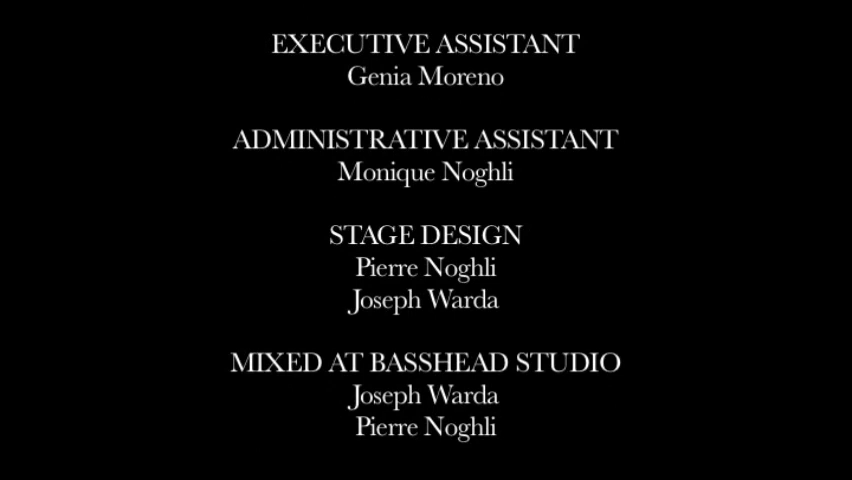 EXECUTIVE ASSISTANT
Genia Moreno
ADMINISTRATIVE ASSISTANT
Monique Noghli
STAGE DESIGN
Pierre Noghli
Joseph Warda
MIXED AT BASSHEAD STUDIO
Joseph Warda
Pierre Noghli